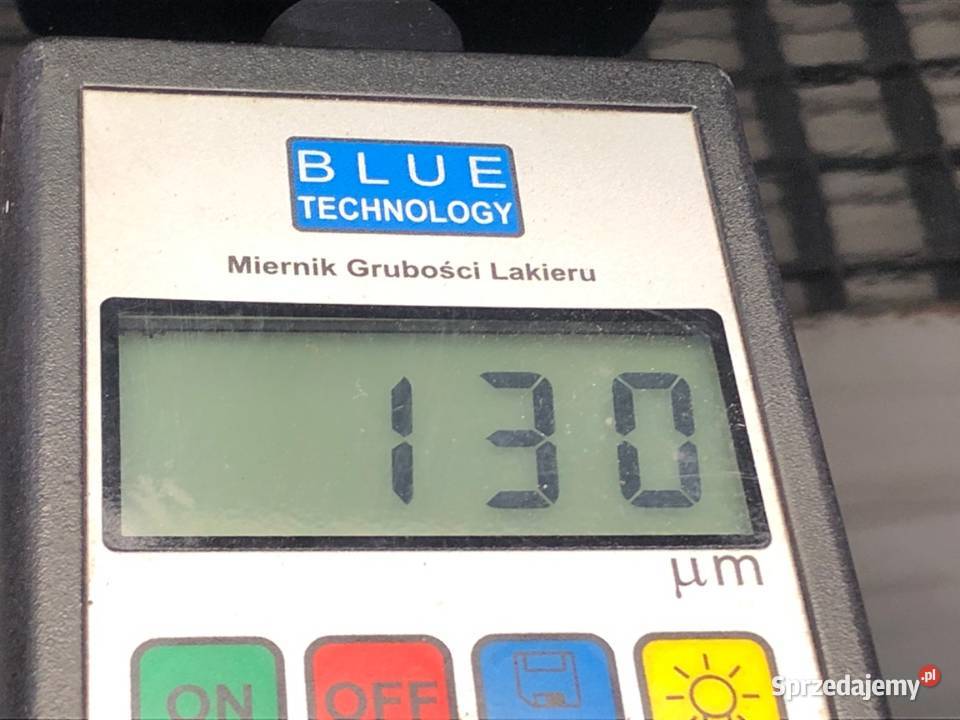 BLUE
TECHNOLOGY
Miernik Grubości Lakieru
130
µm
ON OFF
Sprzedajemy.pl